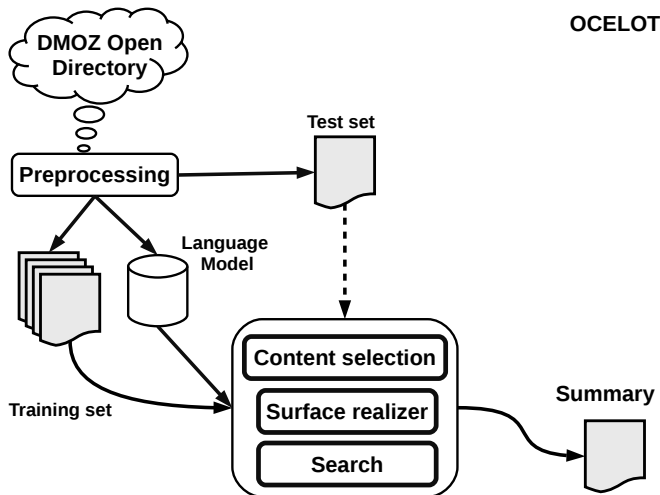 OCELOT
DMOZ Open
Directory
Test set
Preprocessing
Language
Model
Content selection
Surface realizer
Search
Training set
Summary